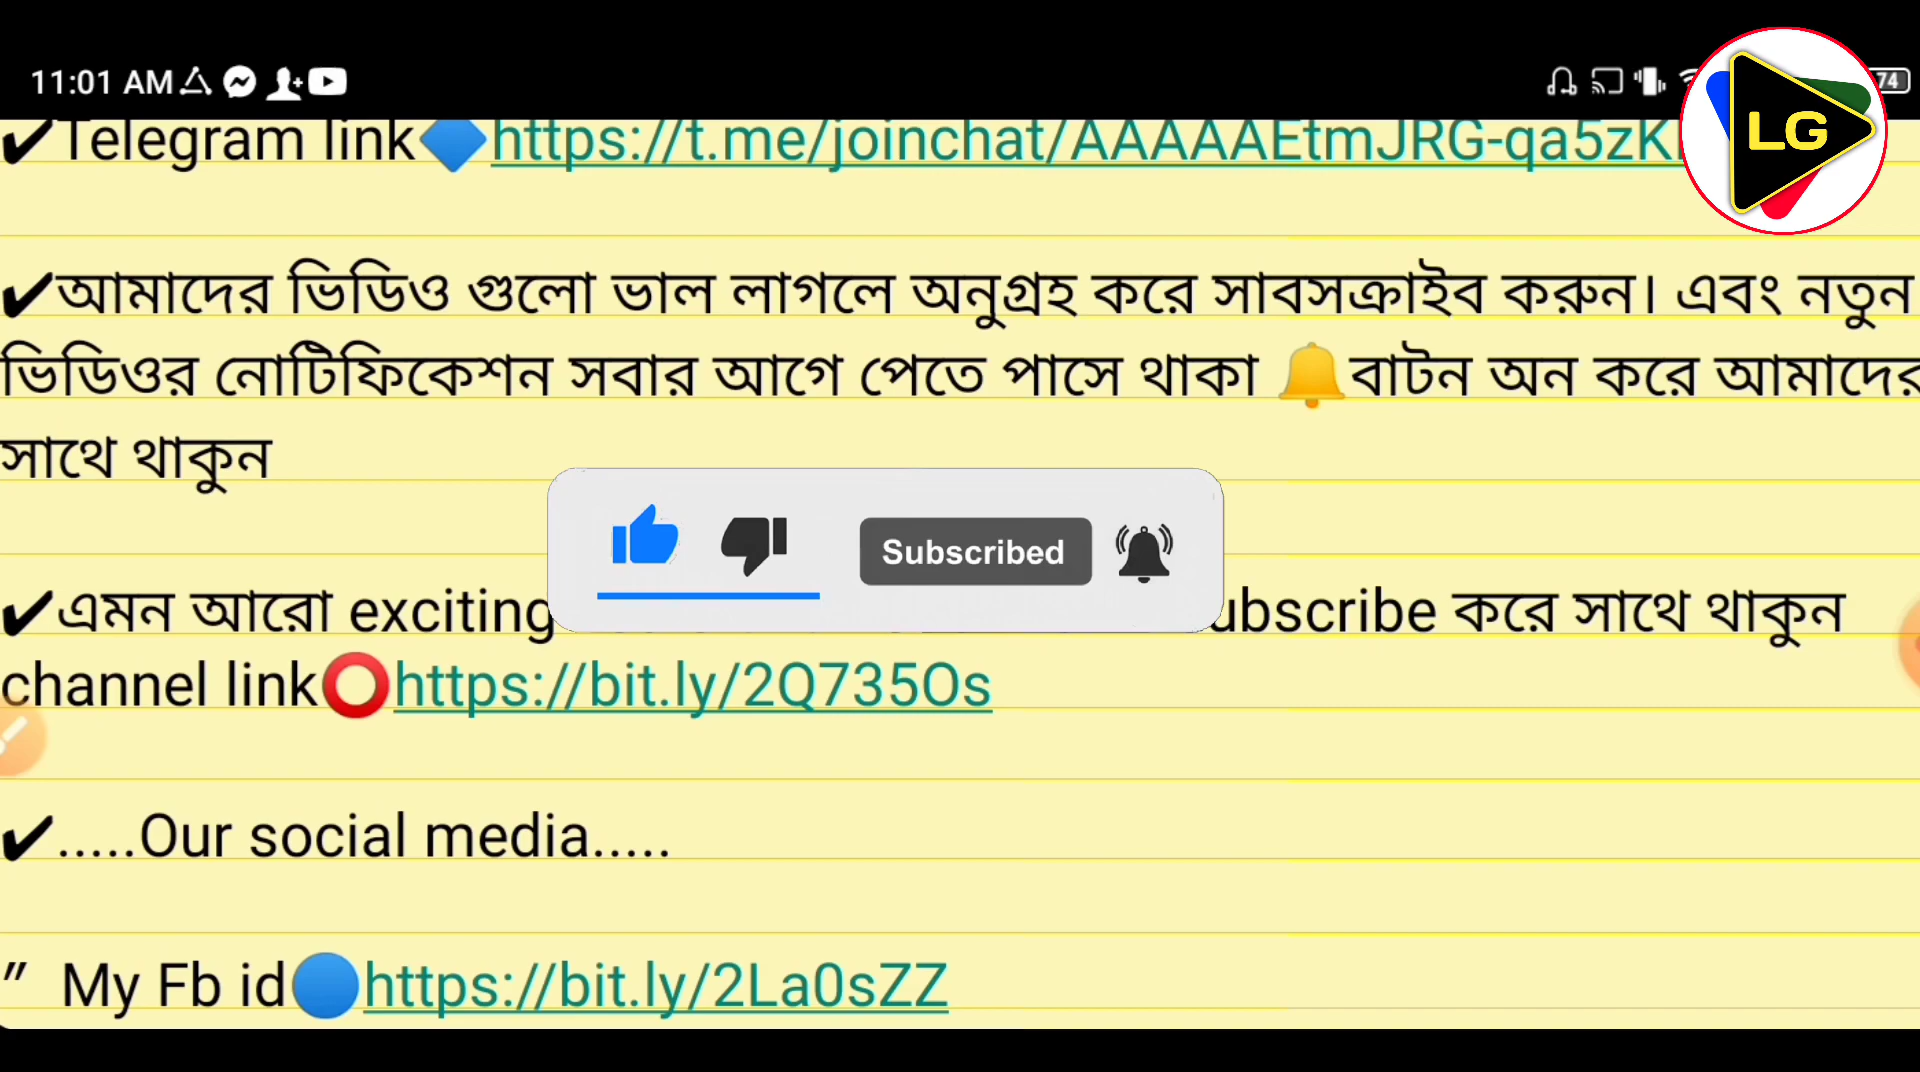 11:01 AM
74
LG
✔Telegram link🔷https://t.me/joinchat/AAAAAEtmJRG-qa5zK
✔আমাদের ভিডিও গুলো ভাল লাগলে অনুগ্রহ করে সাবসক্রাইব করুন। এবং নতুন
ভিডিওর নোটিফিকেশন সবার আগে পেতে পাসে থাকা 🔔বাটন অন করে আমাদের
সাথে থাকুন
Subscribed
✔এমন আরো exciting ubscribe করে সাথে থাকুন
channel link⭕https://bit.ly/2Q735Os
✔.....Our social media.....
” My Fb id🔵https://bit.ly/2La0sZZ